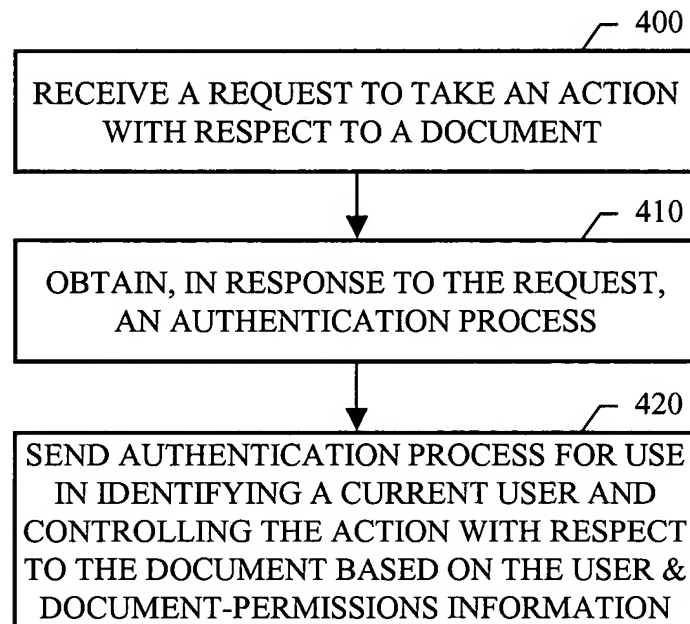 400
RECEIVE A REQUEST TO TAKE AN ACTION
WITH RESPECT TO A DOCUMENT
410
OBTAIN, IN RESPONSE TO THE REQUEST,
AN AUTHENTICATION PROCESS
420
SEND AUTHENTICATION PROCESS FOR USE
IN IDENTIFYING A CURRENT USER AND
CONTROLLING THE ACTION WITH RESPECT
TO THE DOCUMENT BASED ON THE USER &
DOCUMENT-PERMISSIONS INFORMATION